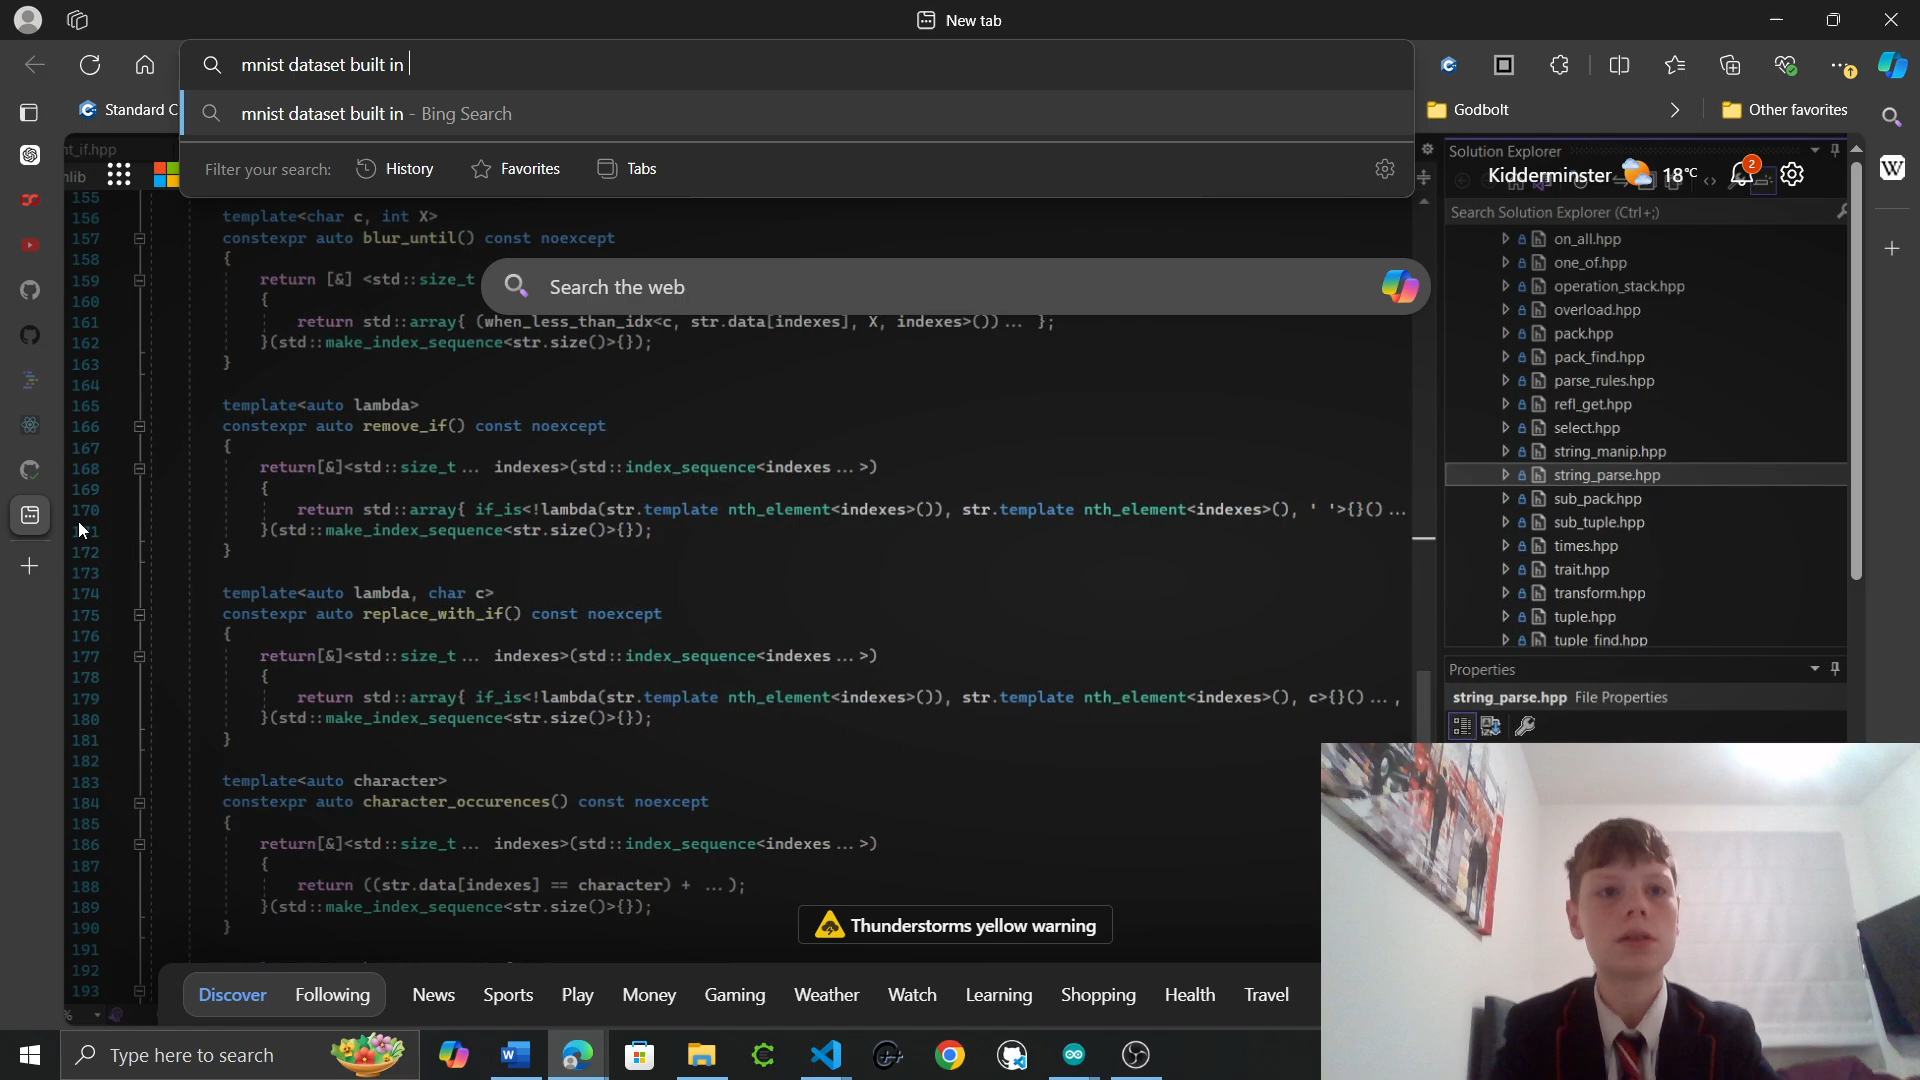 New tab
mnist dataset built in
mnist dataset built in - Bing Search
Filter your search: History Favorites Tabs
Standard C
Godbolt
Other favorites
t_if.hpp
Solution Explorer
Kidderminster 18°C 2
Search Solution Explorer (Ctrl+;)
on_all.hpp
one_of.hpp
operation_stack.hpp
overload.hpp
pack.hpp
pack_find.hpp
parse_rules.hpp
refl_get.hpp
select.hpp
string_manip.hpp
string_parse.hpp
sub_pack.hpp
sub_tuple.hpp
times.hpp
trait.hpp
transform.hpp
tuple.hpp
tuple_find.hpp
Properties
string_parse.hpp File Properties
Search the web
155
156 template<char c, int X>
157 constexpr auto blur_until() const noexcept
158 {
159 return [&] <std::size_t
160 {
161 return std::array{ (when_less_than_idx<c, str.data[indexes], X, indexes>()) ... };
162 }(std::make_index_sequence<str.size()>{});
163 }
164
165 template<auto lambda>
166 constexpr auto remove_if() const noexcept
167 {
168 return[&]<std::size_t ... indexes>(std::index_sequence<indexes ... >)
169 {
170 return std::array{ if_is<!lambda(str.template nth_element<indexes>()), str.template nth_element<indexes>(), ' '>{}() ...
171 }(std::make_index_sequence<str.size()>{});
172 }
173
174 template<auto lambda, char c>
175 constexpr auto replace_with_if() const noexcept
176 {
177 return[&]<std::size_t ... indexes>(std::index_sequence<indexes ... >)
178 {
179 return std::array{ if_is<!lambda(str.template nth_element<indexes>()), str.template nth_element<indexes>(), c>{}() ... ,
180 }(std::make_index_sequence<str.size()>{});
181 }
182
183 template<auto character>
184 constexpr auto character_occurences() const noexcept
185 {
186 return[&]<std::size_t ... indexes>(std::index_sequence<indexes ... >)
187 {
188 return ((str.data[indexes] == character) + ... );
189 }(std::make_index_sequence<str.size()>{});
190 }
191
192
193
Thunderstorms yellow warning
Discover Following News Sports Play Money Gaming Weather Watch Learning Shopping Health Travel
Type here to search